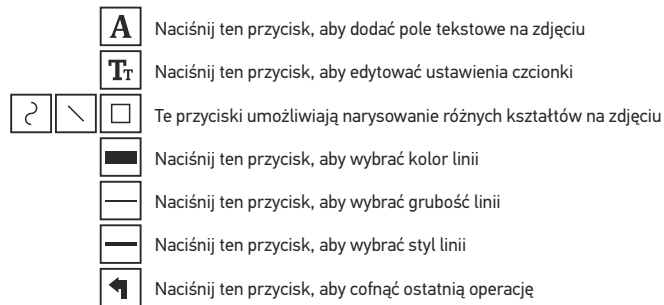 A Naciśnij ten przycisk, aby dodać pole tekstowe na zdjęciu
TT Naciśnij ten przycisk, aby edytować ustawienia czcionki
Te przyciski umożliwiają narysowanie różnych kształtów na zdjęciu
Naciśnij ten przycisk, aby wybrać kolor linii
Naciśnij ten przycisk, aby wybrać grubość linii
Naciśnij ten przycisk, aby wybrać styl linii
Naciśnij ten przycisk, aby cofnąć ostatnią operację